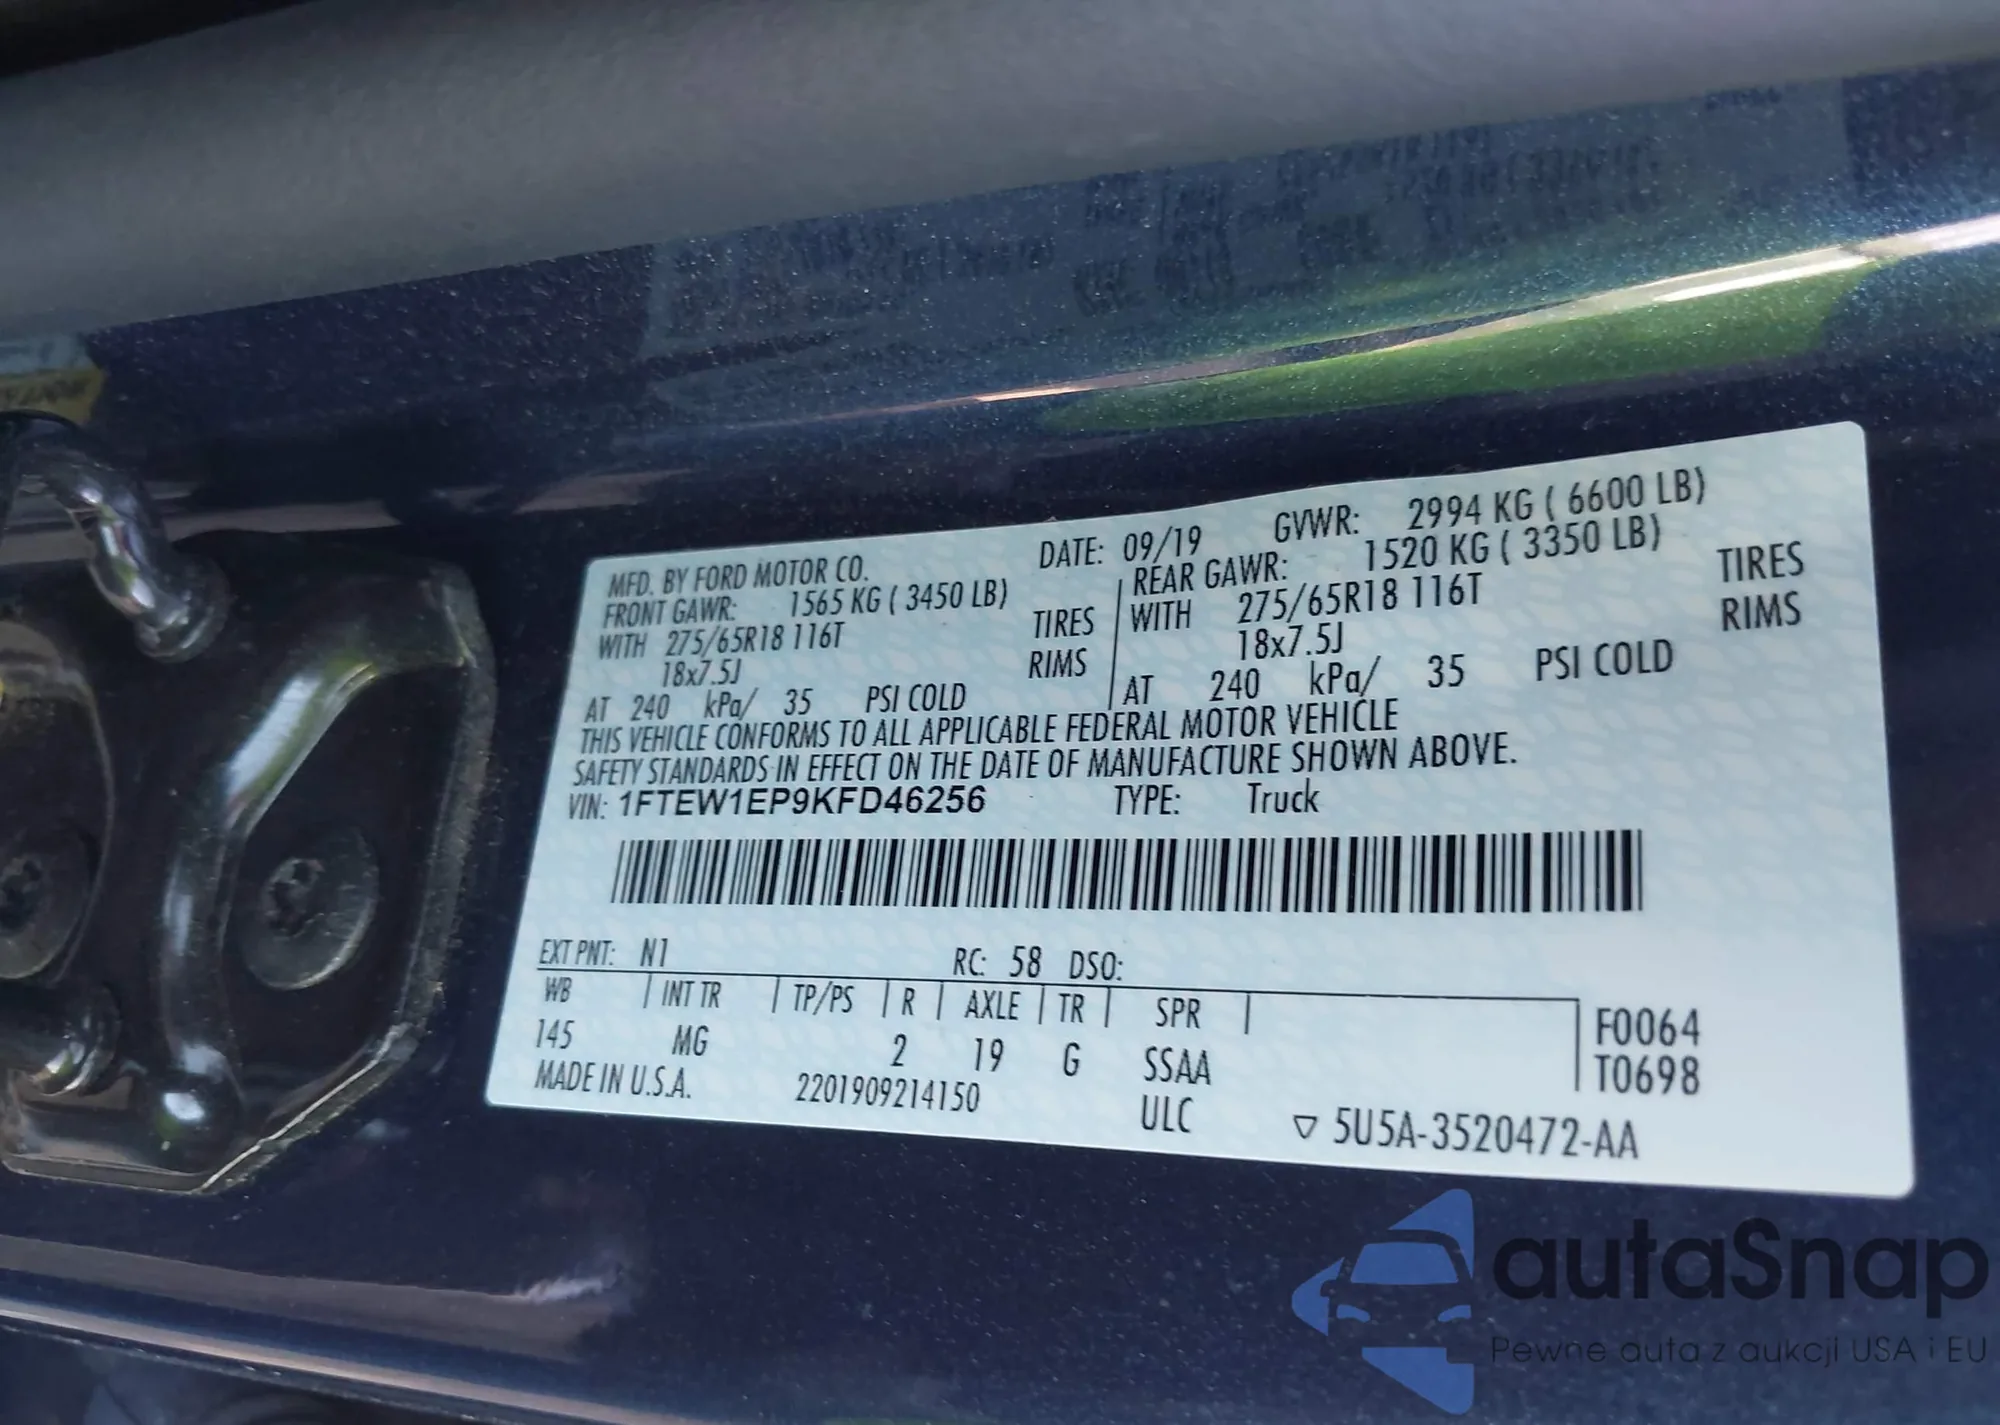 MFD. BY FORD MOTOR CO. DATE: 09/19 GVWR: 2994 KG ( 6600 LB)
FRONT GAWR: 1565 KG ( 3450 LB) REAR GAWR: 1520 KG ( 3350 LB)
WITH 275/65R18 116T TIRES WITH 275/65R18 116T TIRES
18x7.5J RIMS 18x7.5J RIMS
AT 240 kPa/ 35 PSI COLD AT 240 kPa/ 35 PSI COLD
THIS VEHICLE CONFORMS TO ALL APPLICABLE FEDERAL MOTOR VEHICLE
SAFETY STANDARDS IN EFFECT ON THE DATE OF MANUFACTURE SHOWN ABOVE.
VIN: 1FTEW1EP9KFD46256 TYPE: Truck
EXT PNT: N1 RC: 58 DSO:
WB INT TR TP/PS R AXLE TR SPR F0064
145 MG 2 19 G SSAA T0698
MADE IN U.S.A. 2201909214150 ULC ▽ 5U5A-3520472-AA
autaSnap
Pewne auta z aukcji USA i EU